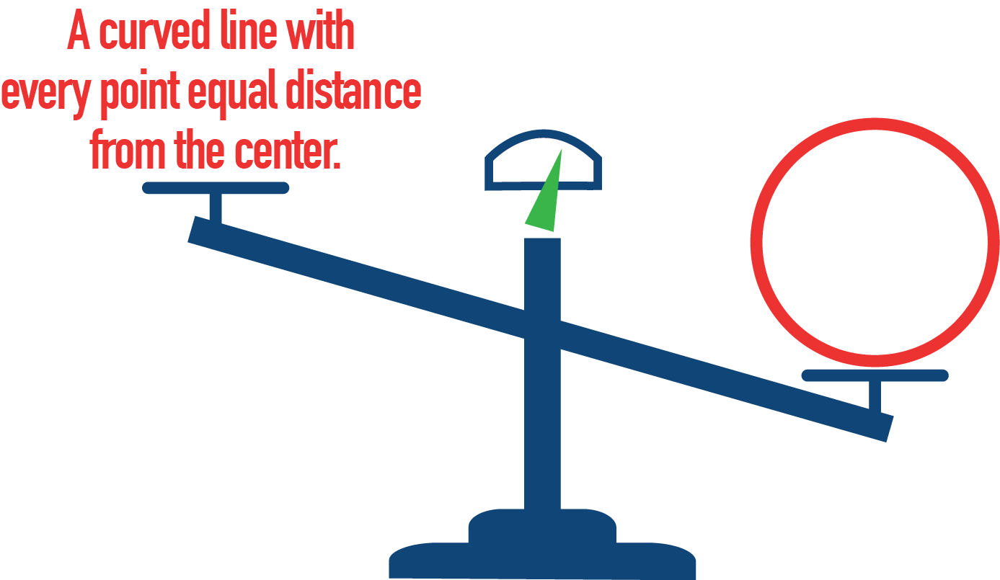 A curved line with
every point equal distance
from the center.